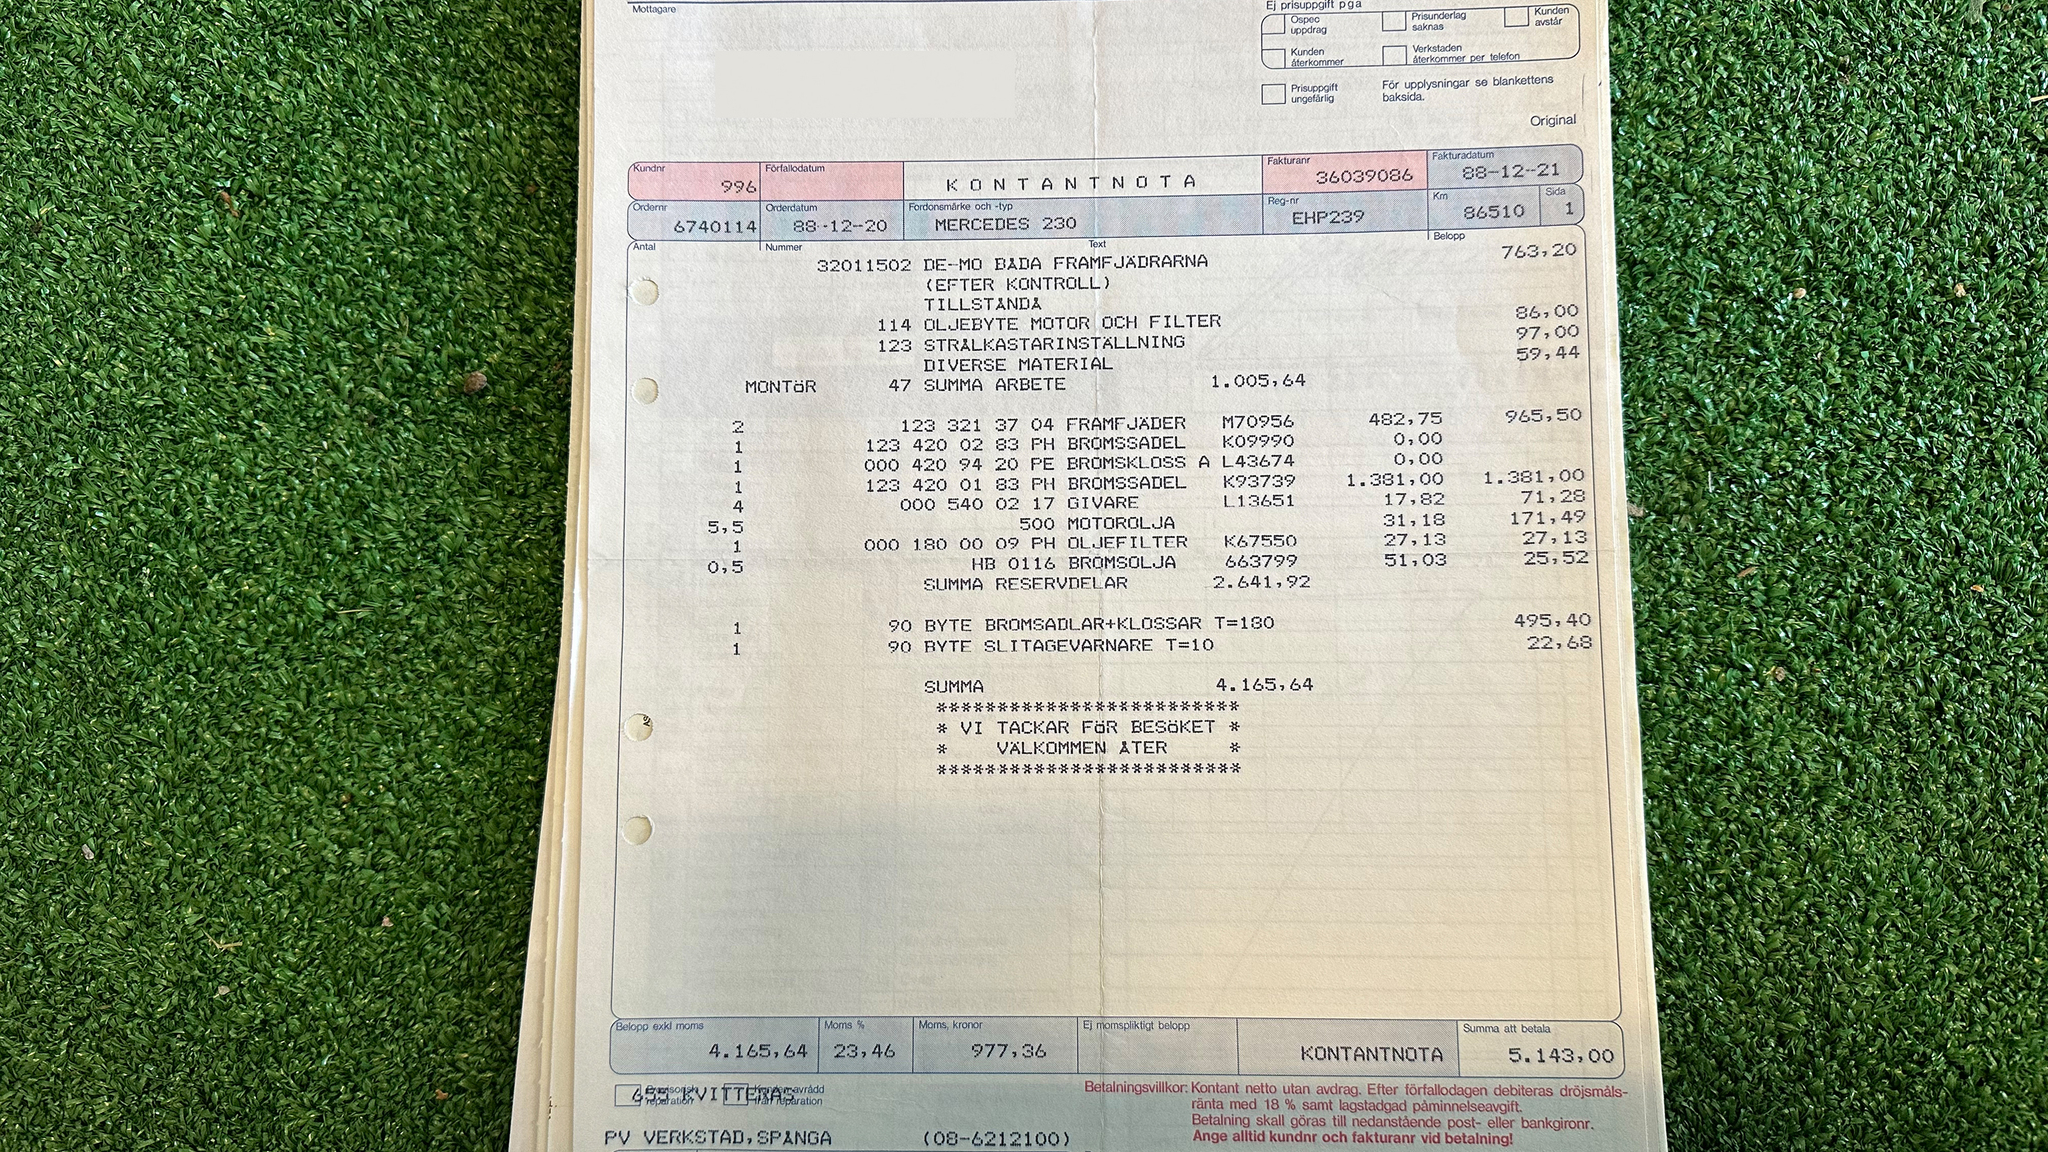 Mottagare
Ej prisuppgift pga
Ospec uppdrag
Prisunderlag saknas
Kunden avstår
Kunden återkommer
Verkstaden återkommer per telefon
Prisuppgift ungefärlig
För upplysningar se blankettens baksida.
Original
Kundnr 996
Förfallodatum
KONTANTNOTA
Fakturanr 36039086
Fakturadatum 88-12-21
Ordernr 6740114
Orderdatum 88-12-20
Fordonsmärke och -typ MERCEDES 230
Reg-nr EHP239
Km 86510
Sida 1
Antal Nummer Text Belopp
32011502 DE-MO BÅDA FRAMFJÄDRARNA 763,20
(EFTER KONTROLL)
TILLSTÅNDA
114 OLJEBYTE MOTOR OCH FILTER 86,00
123 STRÅLKASTARINSTÄLLNING 97,00
DIVERSE MATERIAL 59,44
MONTÖR 47 SUMMA ARBETE 1.005,64
2 123 321 37 04 FRAMFJÄDER M70956 482,75 965,50
1 123 420 02 83 PH BROMSSADEL K09990 0,00
1 000 420 94 20 PE BROMSKLOSS A L43674 0,00
1 123 420 01 83 PH BROMSSADEL K93739 1.381,00 1.381,00
4 000 540 02 17 GIVARE L13651 17,82 71,28
5,5 500 MOTOROLJA 31,18 171,49
1 000 180 00 09 PH OLJEFILTER K67550 27,13 27,13
0,5 HB 0116 BROMSOLJA 663799 51,03 25,52
SUMMA RESERVDELAR 2.641,92
1 90 BYTE BROMSADLAR+KLOSSAR T=180 495,40
1 90 BYTE SLITAGEVARNARE T=10 22,68
SUMMA 4.165,64
*************************
* VI TACKAR FÖR BESÖKET *
* VÄLKOMMEN ÅTER *
*************************
Belopp exkl moms 4.165,64
Moms % 23,46
Moms, kronor 977,36
Ej momspliktigt belopp
KONTANTNOTA
Summa att betala 5.143,00
Provisorisk reparation
Kunden avrådd från reparation
655 KVITTERAS
Betalningsvillkor: Kontant netto utan avdrag. Efter förfallodagen debiteras dröjsmåls-
ränta med 18 % samt lagstadgad påminnelseavgift.
Betalning skall göras till nedanstående post- eller bankgironr.
Ange alltid kundnr och fakturanr vid betalning!
PV VERKSTAD,SPÅNGA (08-6212100)